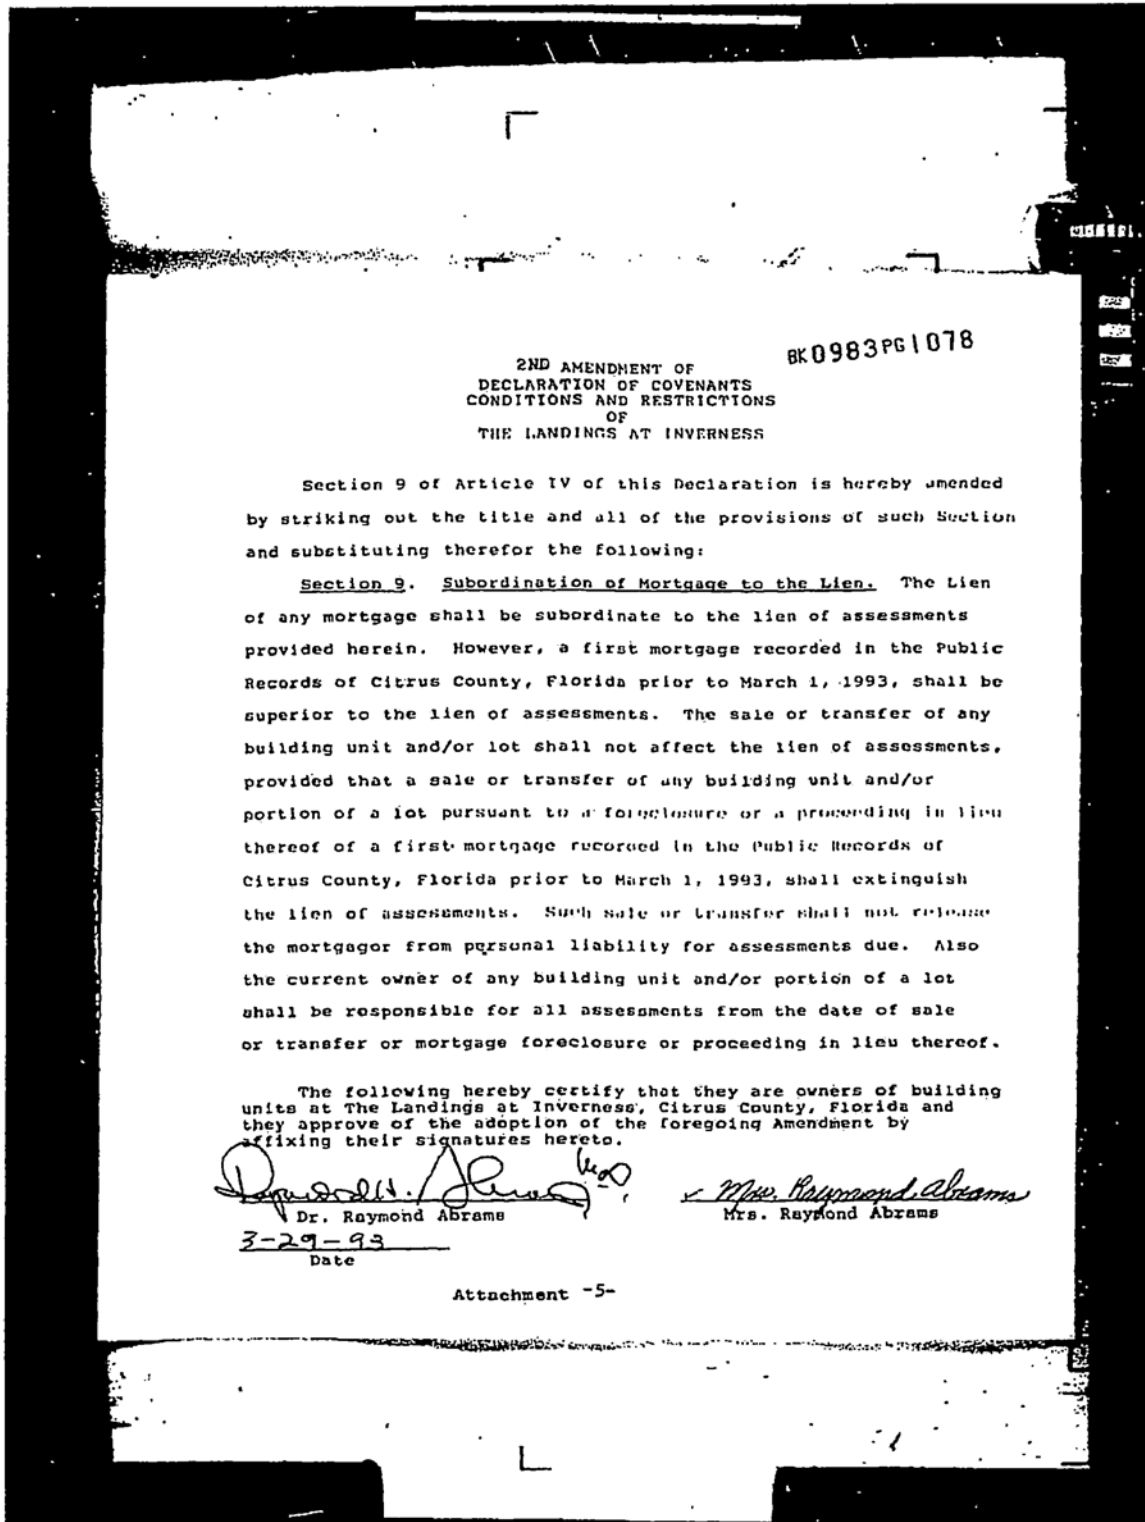 BK0983PG1078
2ND AMENDMENT OF
DECLARATION OF COVENANTS
CONDITIONS AND RESTRICTIONS
OF
THE LANDINGS AT INVERNESS
Section 9 of Article IV of this Declaration is hereby amended
by striking out the title and all of the provisions of such Section
and substituting therefor the following:
Section 9. Subordination of Mortgage to the Lien. The Lien
of any mortgage shall be subordinate to the lien of assessments
provided herein. However, a first mortgage recorded in the Public
Records of Citrus County, Florida prior to March 1, 1993, shall be
superior to the lien of assessments. The sale or transfer of any
building unit and/or lot shall not affect the lien of assessments,
provided that a sale or transfer of any building unit and/or
portion of a lot pursuant to a foreclosure or a proceeding in lieu
thereof of a first mortgage recorded in the Public Records of
Citrus County, Florida prior to March 1, 1993, shall extinguish
the lien of assessments. Such sale or transfer shall not release
the mortgagor from personal liability for assessments due. Also
the current owner of any building unit and/or portion of a lot
shall be responsible for all assessments from the date of sale
or transfer or mortgage foreclosure or proceeding in lieu thereof.
The following hereby certify that they are owners of building
units at The Landings at Inverness, Citrus County, Florida and
they approve of the adoption of the foregoing Amendment by
affixing their signatures hereto.
Raymond H. Abrams MD Mrs. Raymond Abrams
Dr. Raymond Abrams Mrs. Raymond Abrams
3-29-93
Date
Attachment -5-